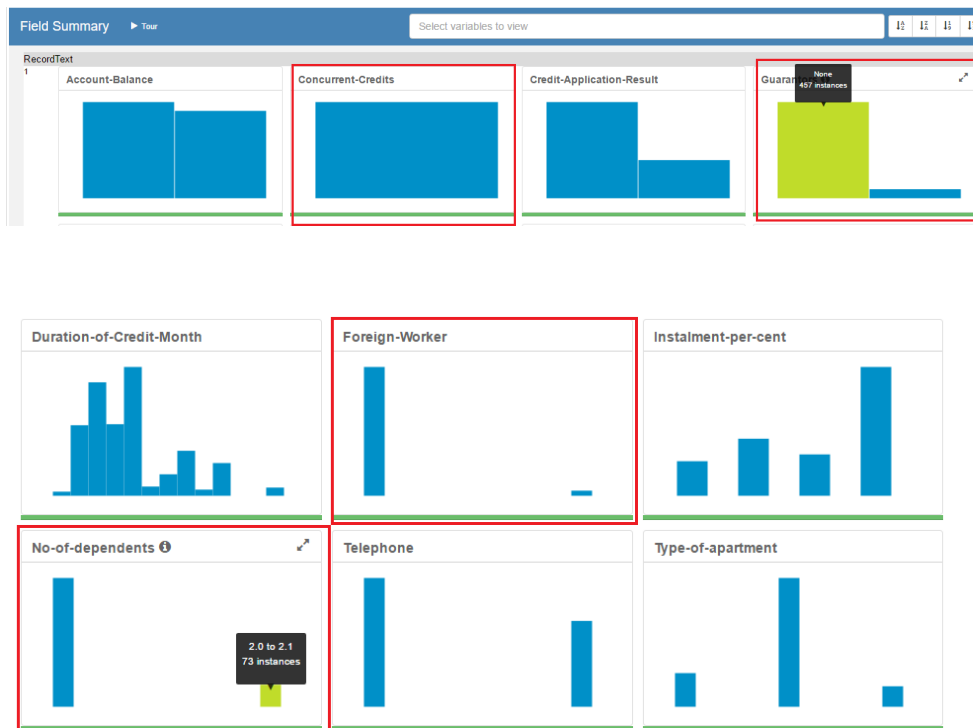 Field Summary
Tour
Select variables to view
RecordText
1
Account-Balance
Concurrent-Credits
Credit-Application-Result
None
457 instances
Duration-of-Credit-Month
Foreign-Worker
Instalment-per-cent
No-of-dependents
Telephone
Type-of-apartment
2.0 to 2.1
73 instances